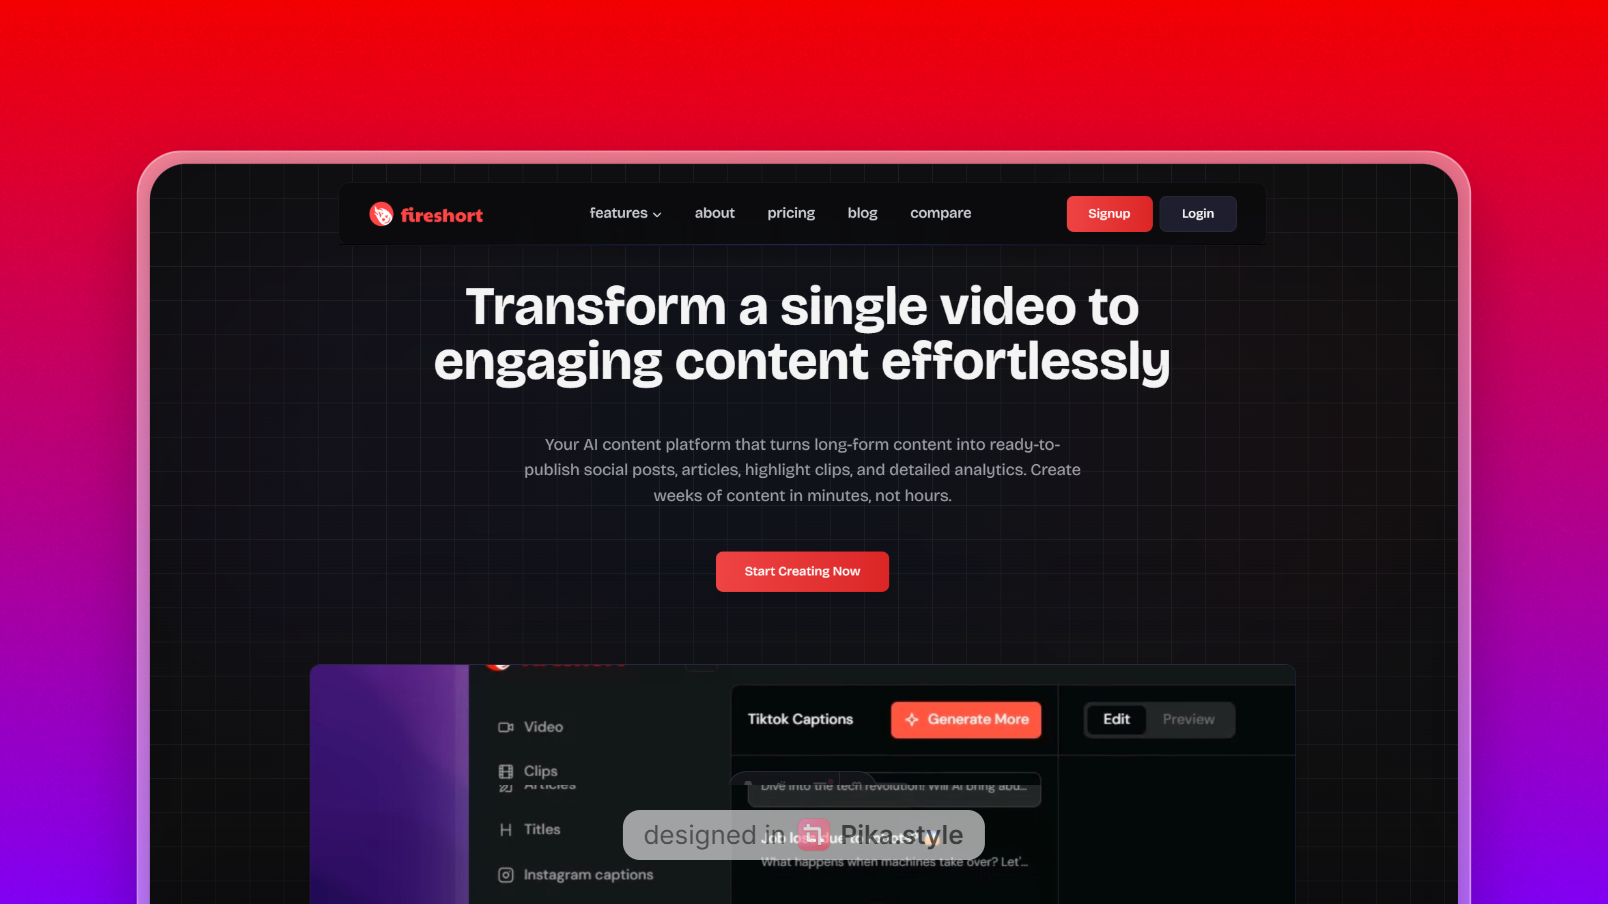 fireshort
features
about
pricing
blog
compare
Signup
Login
Transform a single video to
engaging content effortlessly
Your AI content platform that turns long-form content into ready-to-
publish social posts, articles, highlight clips, and detailed analytics. Create
weeks of content in minutes, not hours.
Start Creating Now
Video
Clips
Articles
Titles
Instagram captions
Tiktok Captions
Generate More
Edit
Preview
Dive into the tech revolution! Will AI bring abu...
Job loss due to
What happens when machines take over? Let'...
designed in Pika.style